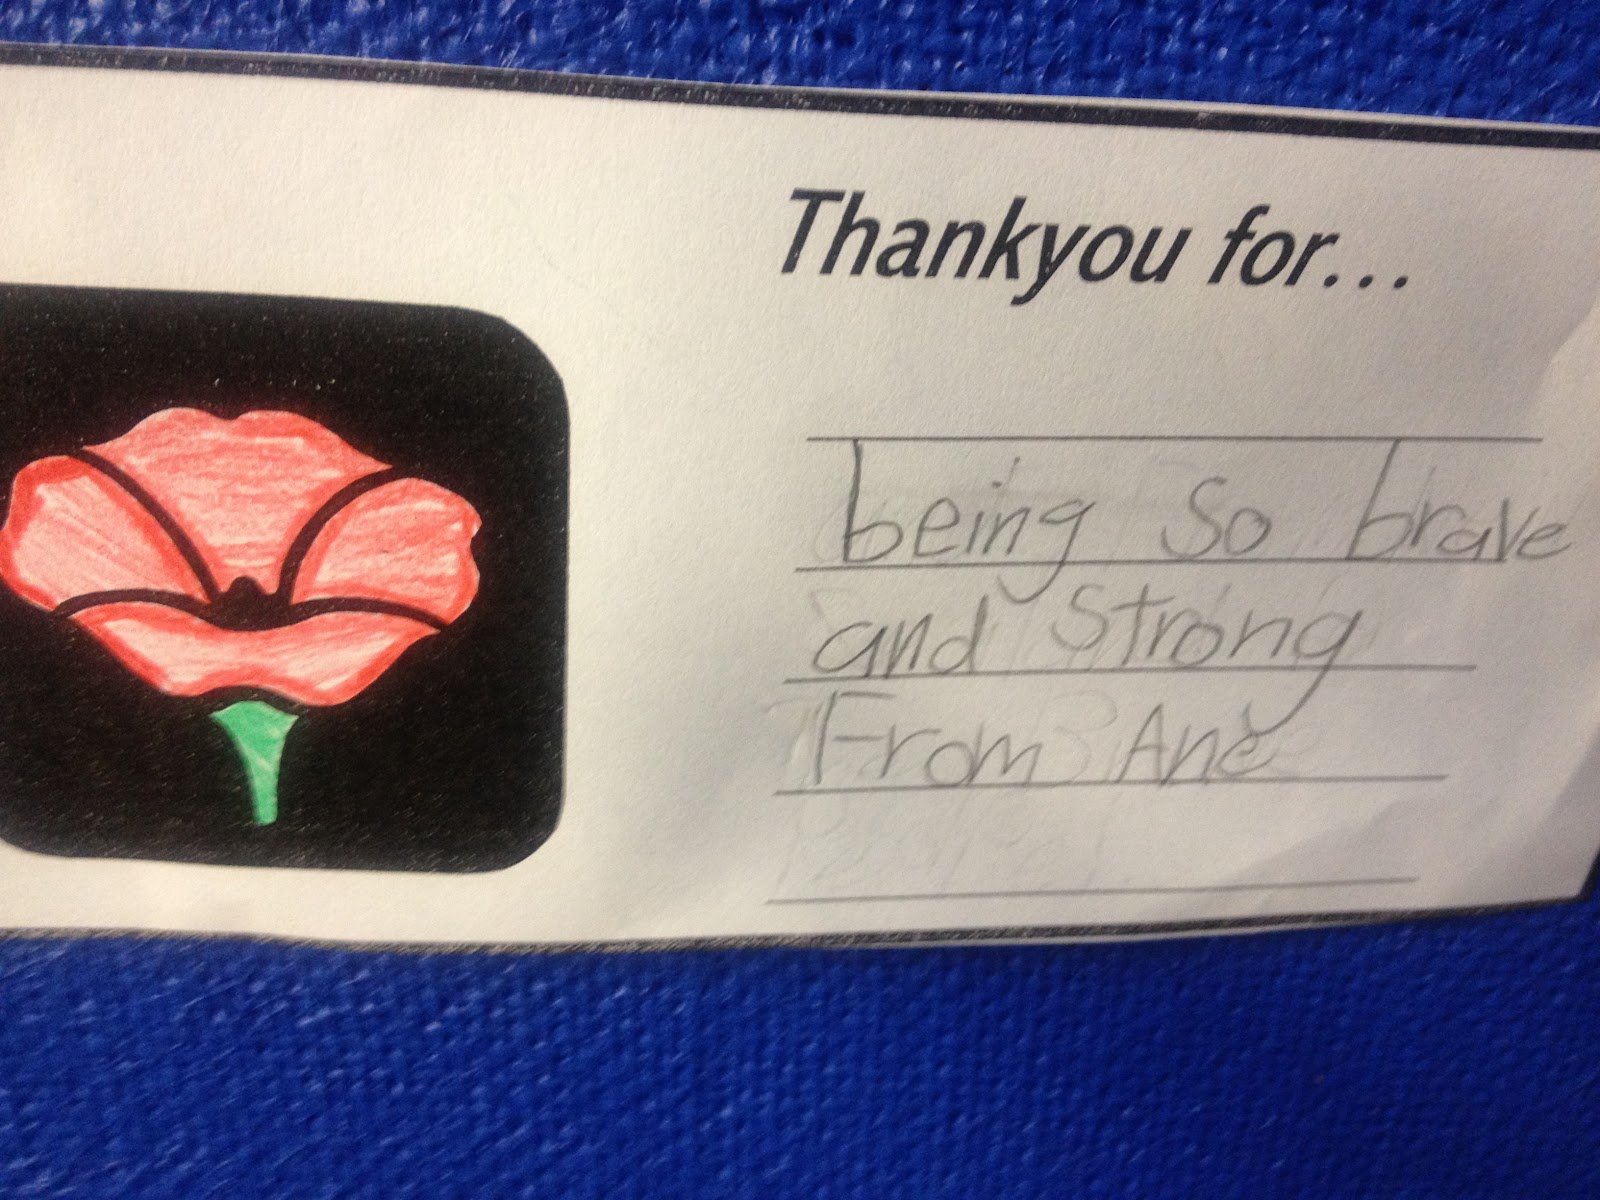 Thankyou for...
being so brave
and Strong
From Ane